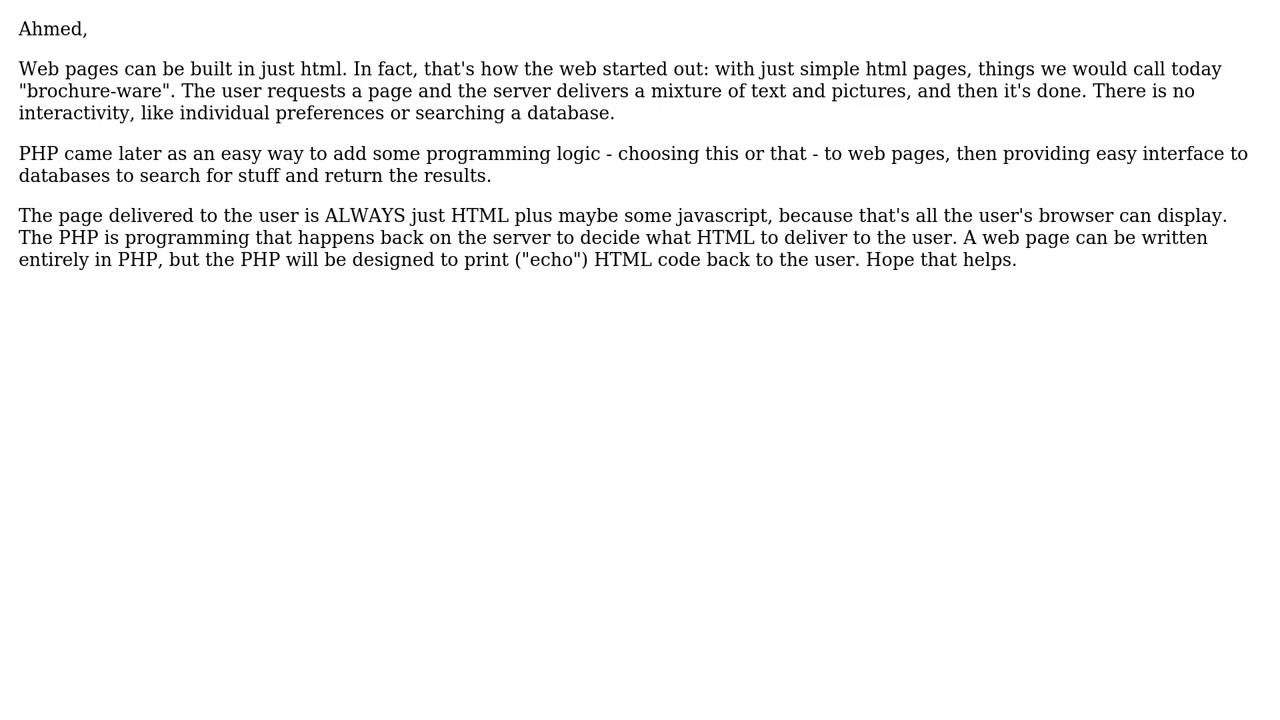 Ahmed,
Web pages can be built in just html. In fact, that's how the web started out: with just simple html pages, things we would call today
"brochure-ware". The user requests a page and the server delivers a mixture of text and pictures, and then it's done. There is no
interactivity, like individual preferences or searching a database.
PHP came later as an easy way to add some programming logic - choosing this or that - to web pages, then providing easy interface to
databases to search for stuff and return the results.
The page delivered to the user is ALWAYS just HTML plus maybe some javascript, because that's all the user's browser can display.
The PHP is programming that happens back on the server to decide what HTML to deliver to the user. A web page can be written
entirely in PHP, but the PHP will be designed to print ("echo") HTML code back to the user. Hope that helps.